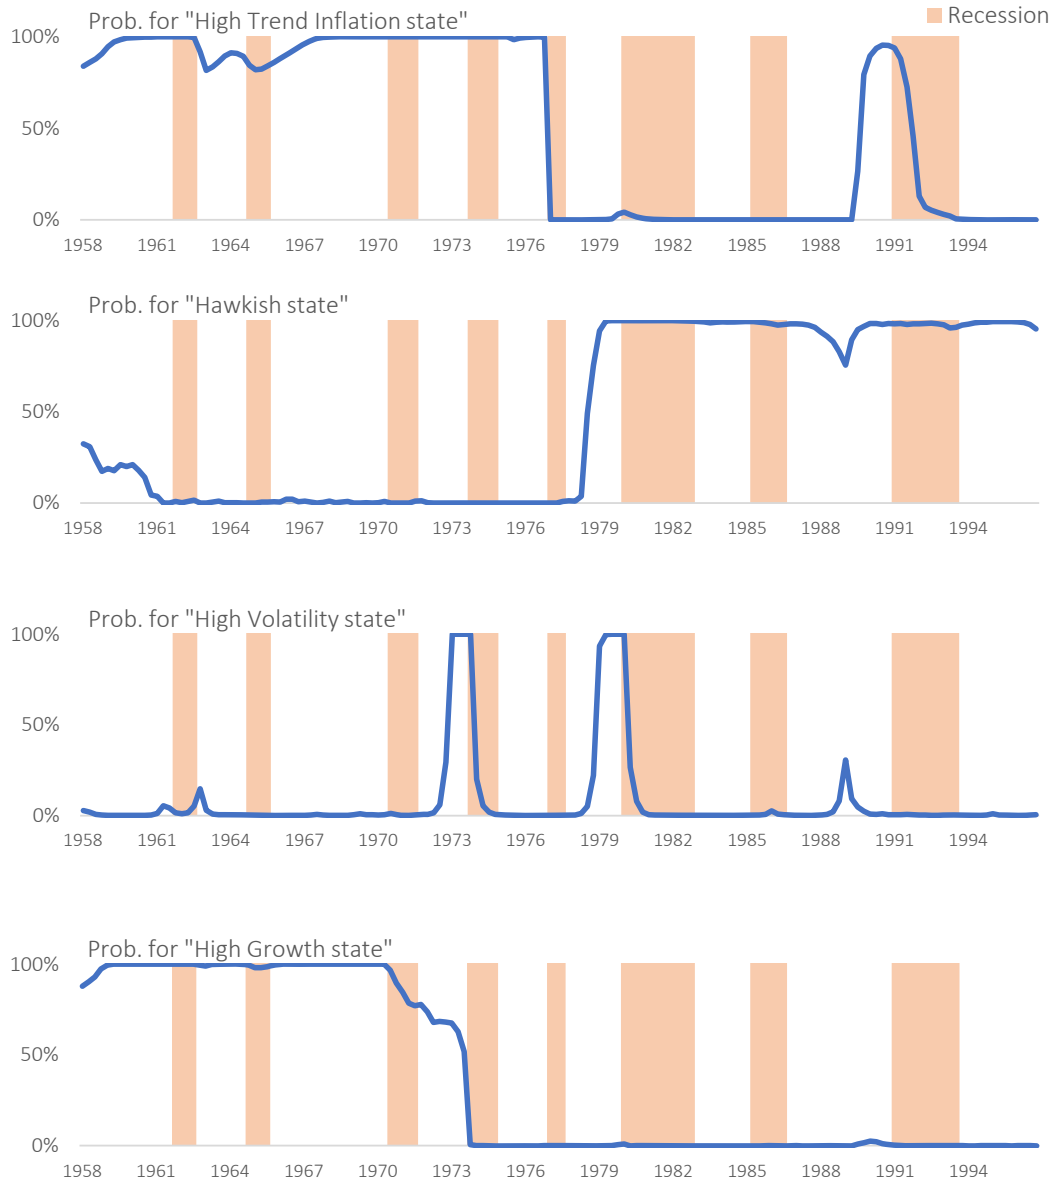 Prob. for "High Trend Inflation state"
Recession
100%
50%
0%
1958 1961 1964 1967 1970 1973 1976 1979 1982 1985 1988 1991 1994
Prob. for "Hawkish state"
100%
50%
0%
1958 1961 1964 1967 1970 1973 1976 1979 1982 1985 1988 1991 1994
Prob. for "High Volatility state"
100%
50%
0%
1958 1961 1964 1967 1970 1973 1976 1979 1982 1985 1988 1991 1994
Prob. for "High Growth state"
100%
50%
0%
1958 1961 1964 1967 1970 1973 1976 1979 1982 1985 1988 1991 1994